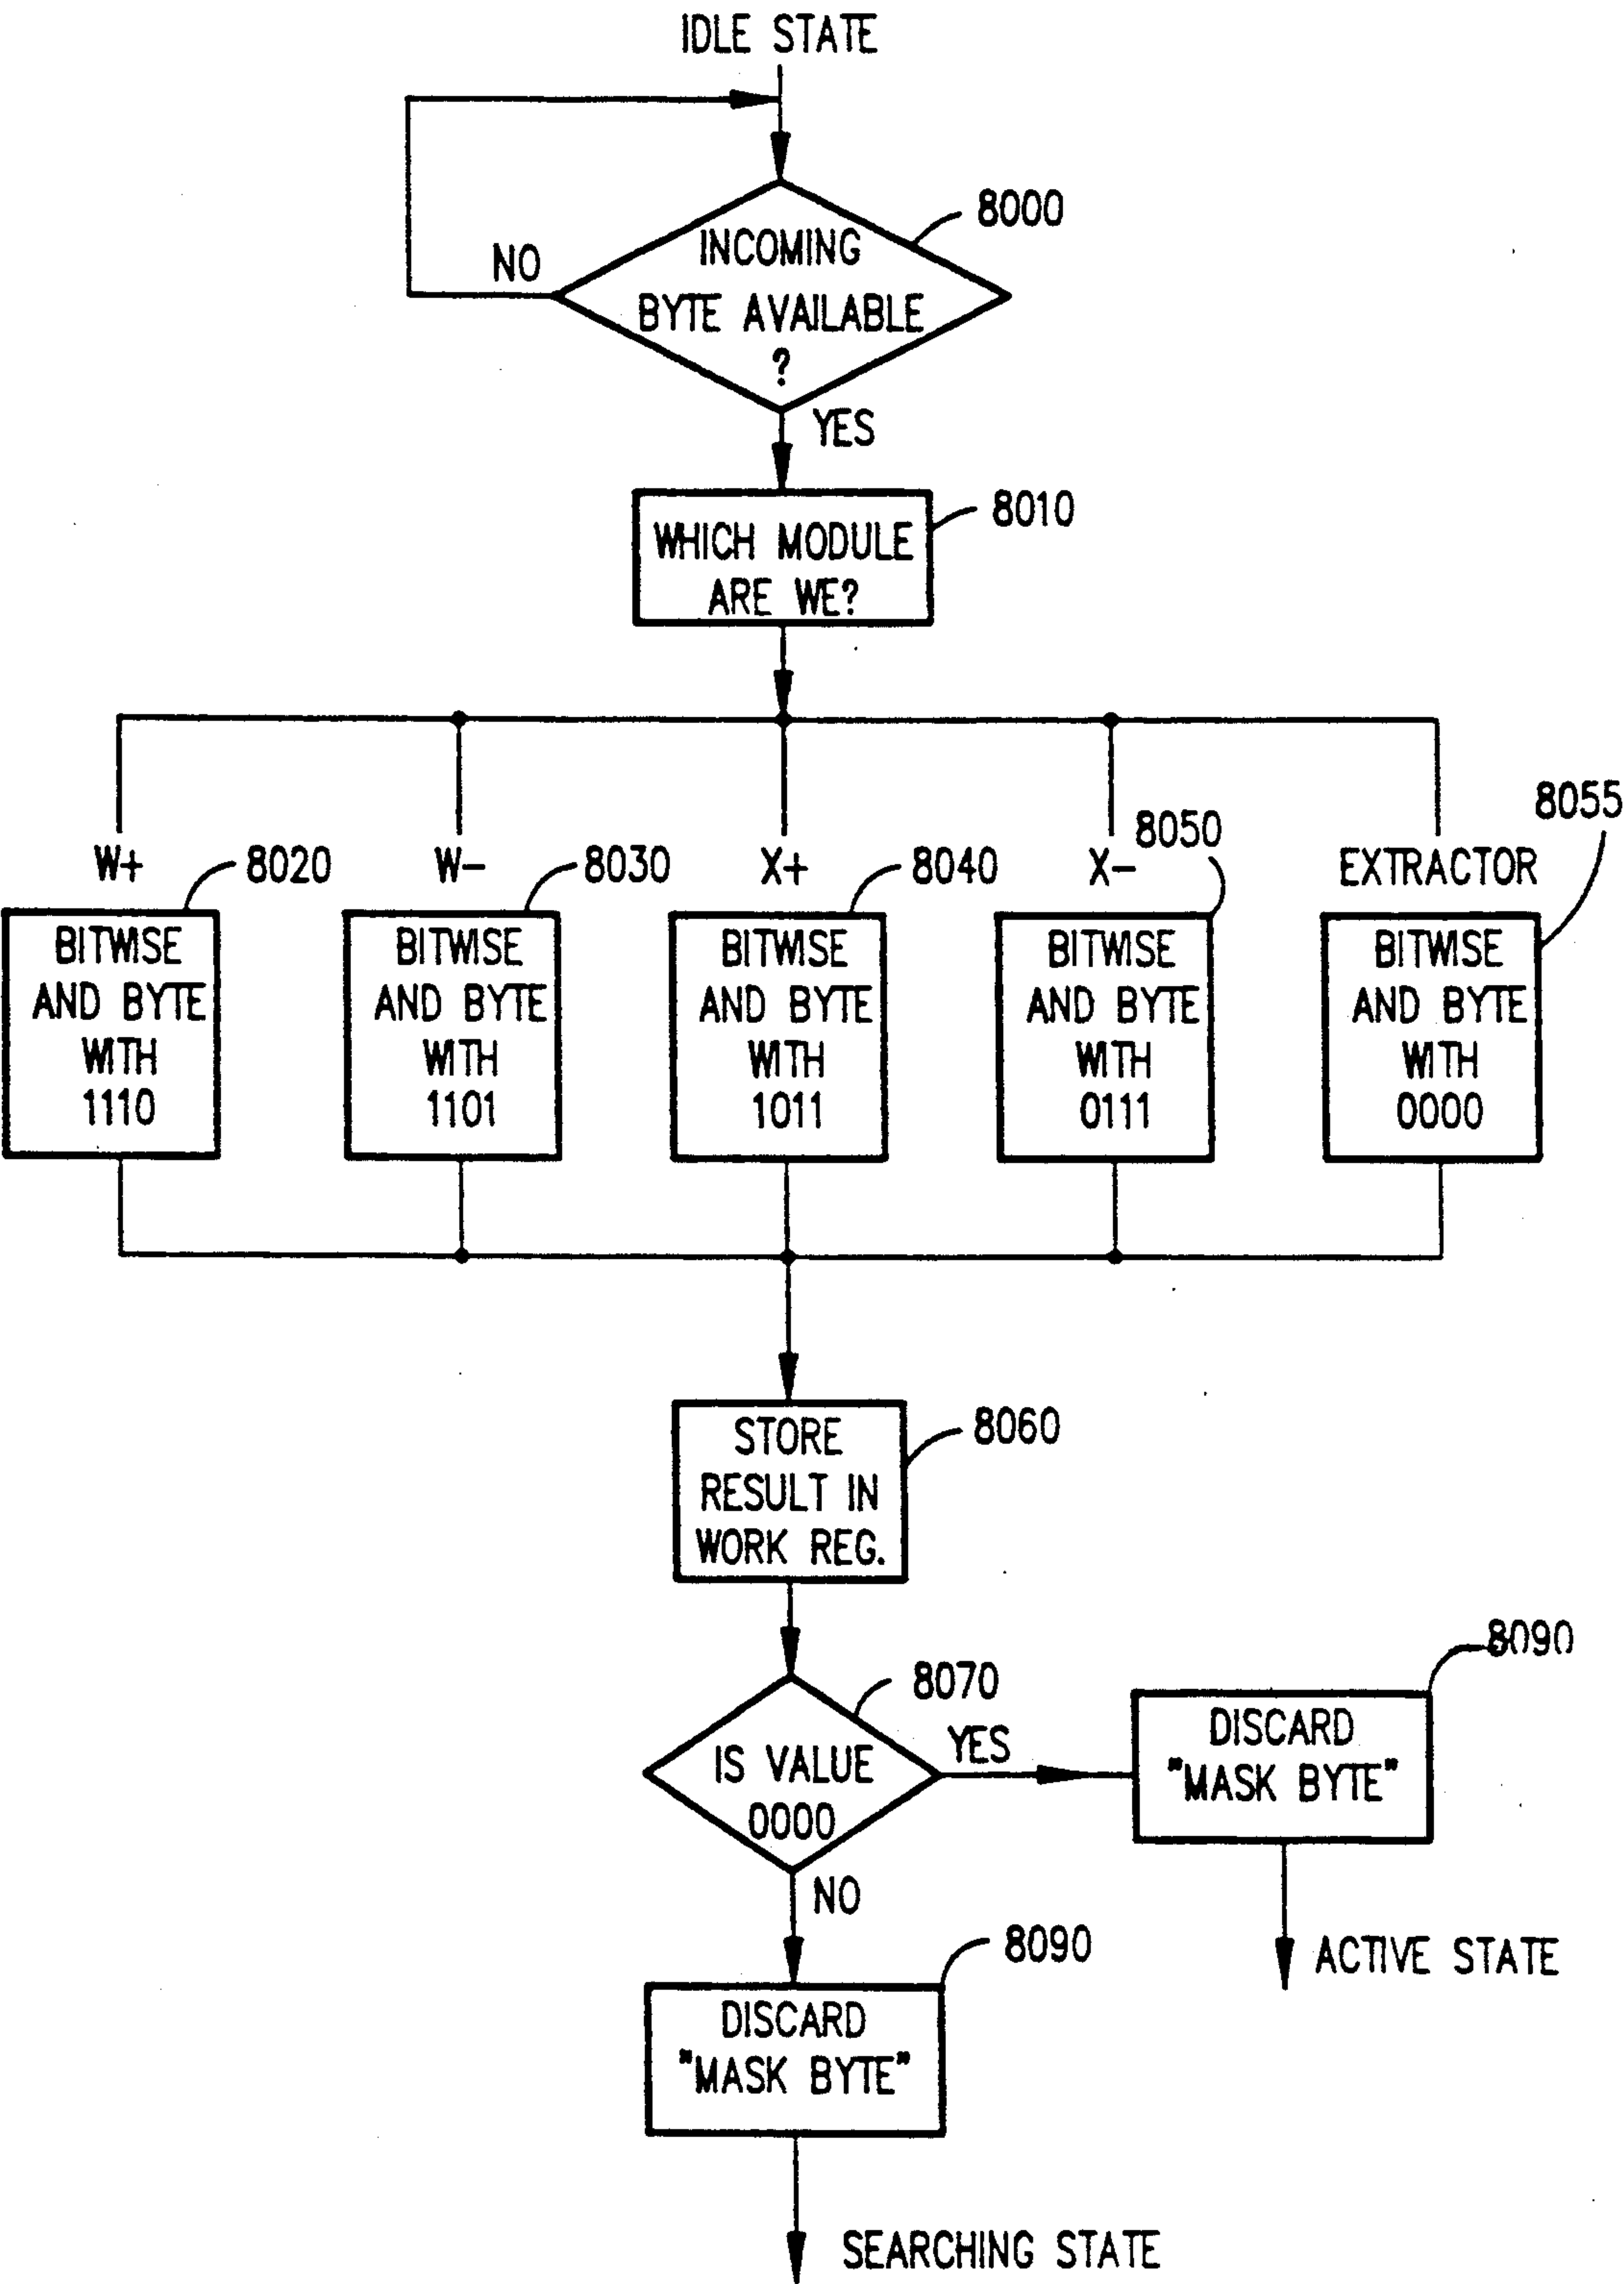 IDLE STATE
8000
INCOMING
BYTE AVAILABLE
?
NO
YES
8010
WHICH MODULE
ARE WE?
W+
8020
W-
8030
X+
8040
X-
8050
EXTRACTOR
8055
BITWISE
AND BYTE
WITH
1110
BITWISE
AND BYTE
WITH
1101
BITWISE
AND BYTE
WITH
1011
BITWISE
AND BYTE
WITH
0111
BITWISE
AND BYTE
WITH
0000
STORE
RESULT IN
WORK REG.
8060
8070
IS VALUE
0000
YES
8090
DISCARD
"MASK BYTE"
ACTIVE STATE
NO
8090
DISCARD
"MASK BYTE"
SEARCHING STATE